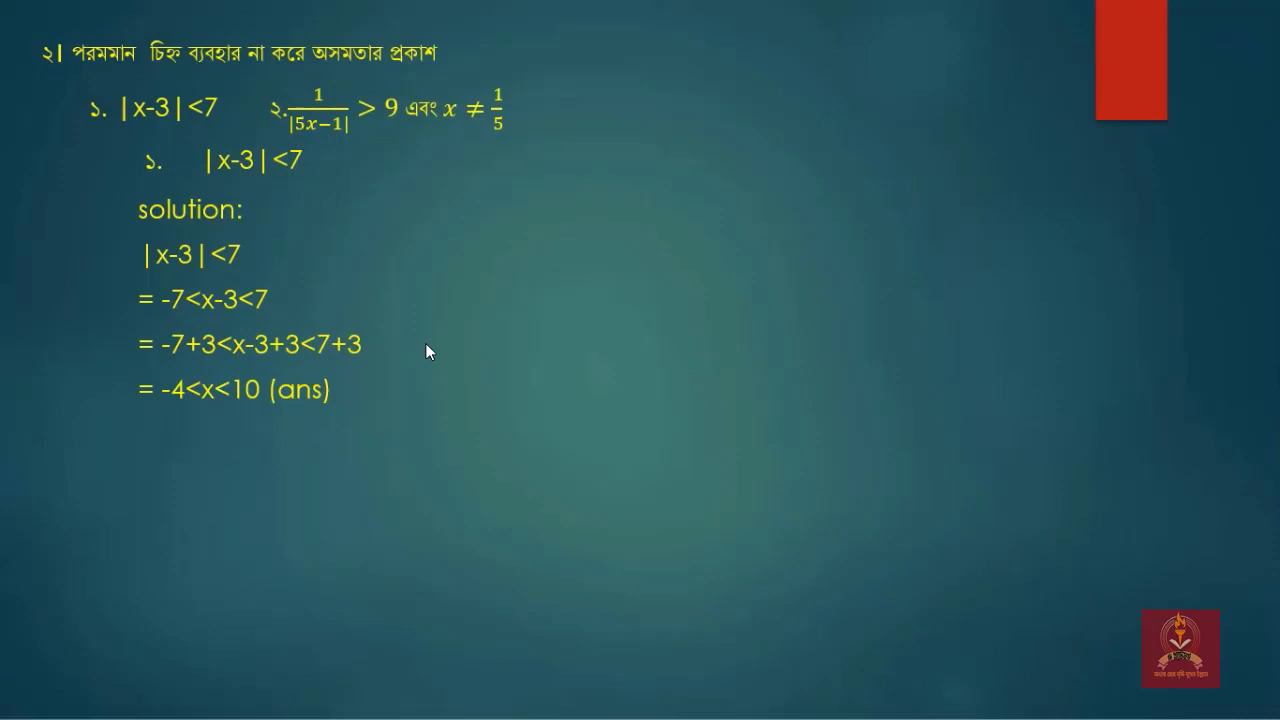 ২। পরমমান চিহ্ন ব্যবহার না করে অসমতার প্রকাশ
১. |x-3|<7 ২. 1/|5x−1| > 9 এবং x ≠ 1/5
১. |x-3|<7
solution:
|x-3|<7
= -7<x-3<7
= -7+3<x-3+3<7+3
= -4<x<10 (ans)